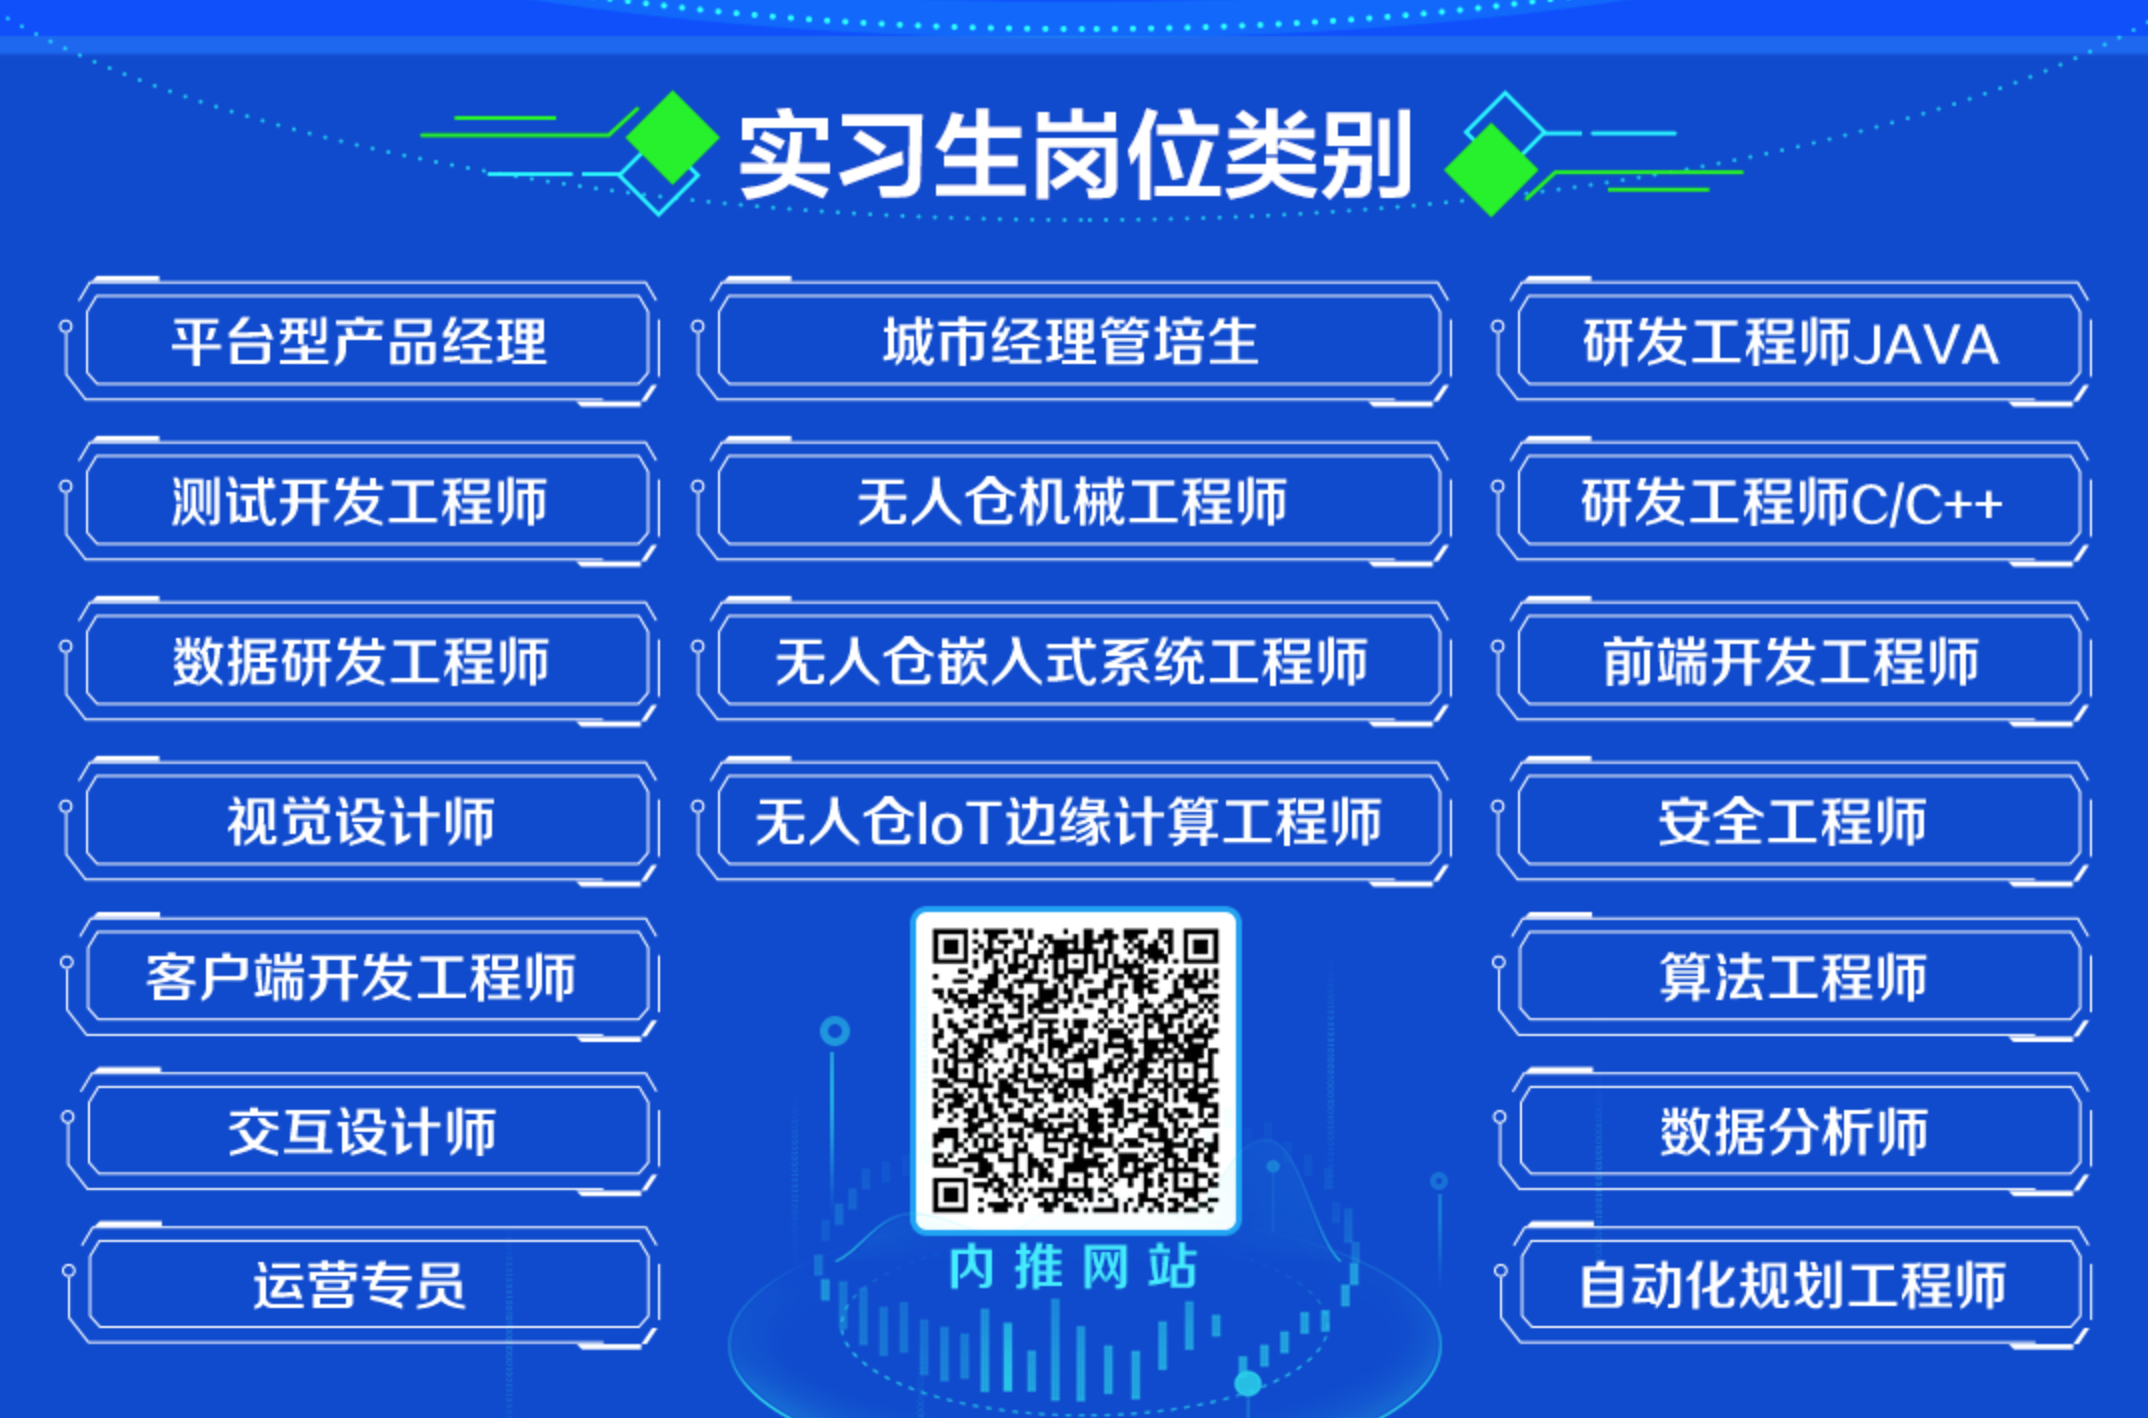 实习生岗位类别
平台型产品经理
城市经理管培生
研发工程师JAVA
测试开发工程师
无人仓机械工程师
研发工程师C/C++
数据研发工程师
无人仓嵌入式系统工程师
前端开发工程师
视觉设计师
无人仓IoT边缘计算工程师
安全工程师
客户端开发工程师
算法工程师
交互设计师
数据分析师
运营专员
内推网站
自动化规划工程师